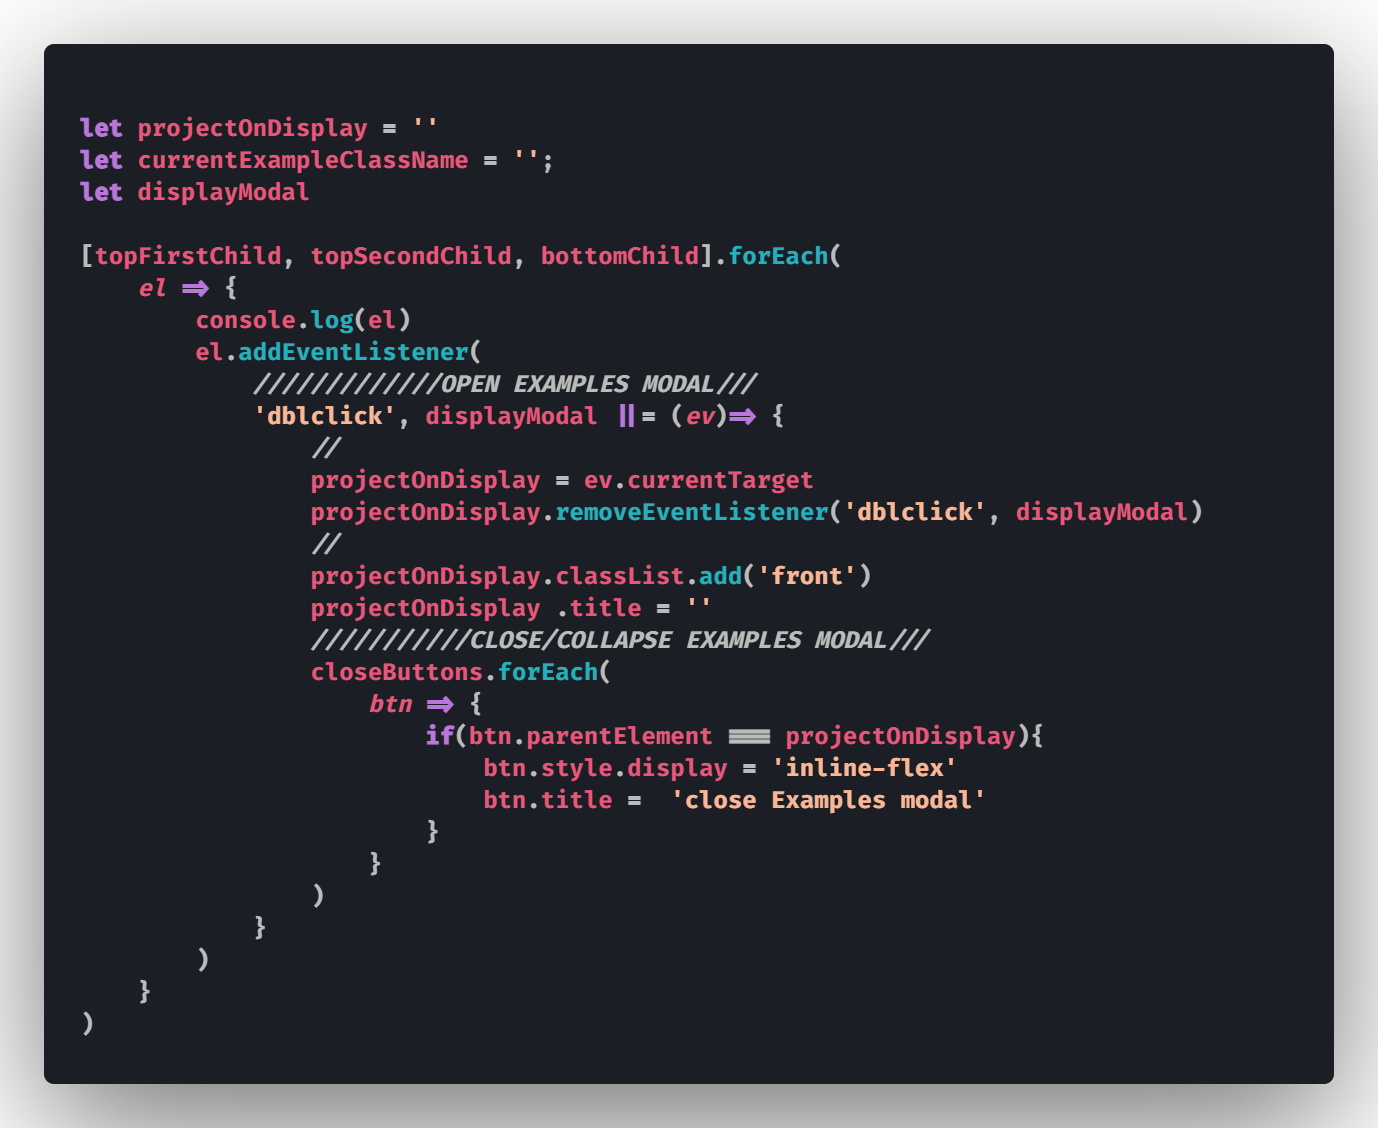 let projectOnDisplay = ''
let currentExampleClassName = '';
let displayModal

[topFirstChild, topSecondChild, bottomChild].forEach(
    el => {
        console.log(el)
        el.addEventListener(
            /////////////OPEN EXAMPLES MODAL///
            'dblclick', displayModal ||= (ev)=> {
                //
                projectOnDisplay = ev.currentTarget
                projectOnDisplay.removeEventListener('dblclick', displayModal)
                //
                projectOnDisplay.classList.add('front')
                projectOnDisplay .title = ''
                ///////////CLOSE/COLLAPSE EXAMPLES MODAL///
                closeButtons.forEach(
                    btn => {
                        if(btn.parentElement === projectOnDisplay){
                            btn.style.display = 'inline-flex'
                            btn.title =  'close Examples modal'
                        }
                    }
                )
            }
        )
    }
)